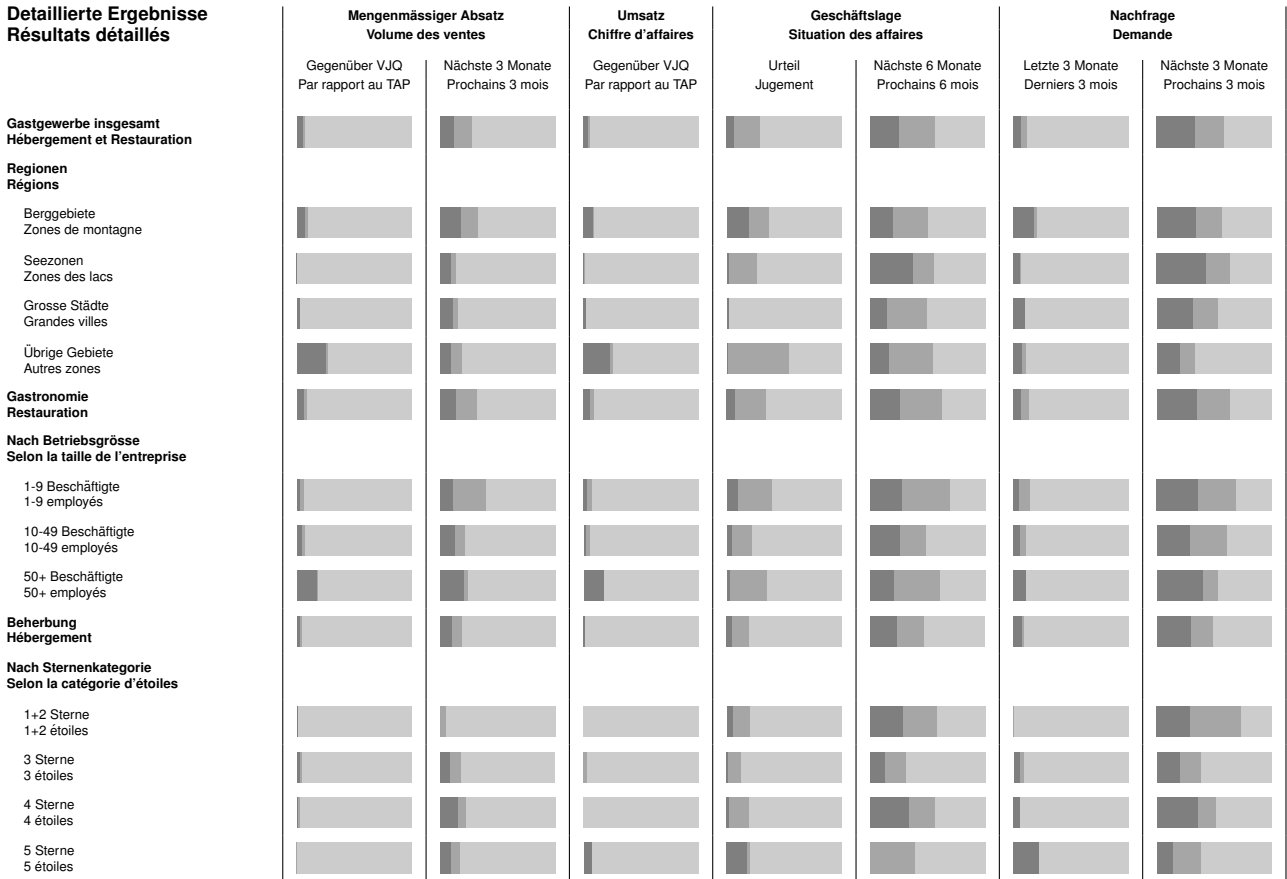 Detaillierte Ergebnisse
Résultats détaillés
Mengenmässiger Absatz
Volume des ventes
Umsatz
Chiffre d'affaires
Geschäftslage
Situation des affaires
Nachfrage
Demande
Gegenüber VJQ
Par rapport au TAP
Nächste 3 Monate
Prochains 3 mois
Gegenüber VJQ
Par rapport au TAP
Urteil
Jugement
Nächste 6 Monate
Prochains 6 mois
Letzte 3 Monate
Derniers 3 mois
Nächste 3 Monate
Prochains 3 mois
Gastgewerbe insgesamt
Hébergement et Restauration
Regionen
Régions
Berggebiete
Zones de montagne
Seezonen
Zones des lacs
Grosse Städte
Grandes villes
Übrige Gebiete
Autres zones
Gastronomie
Restauration
Nach Betriebsgrösse
Selon la taille de l'entreprise
1-9 Beschäftigte
1-9 employés
10-49 Beschäftigte
10-49 employés
50+ Beschäftigte
50+ employés
Beherbung
Hébergement
Nach Sternenkategorie
Selon la catégorie d'étoiles
1+2 Sterne
1+2 étoiles
3 Sterne
3 étoiles
4 Sterne
4 étoiles
5 Sterne
5 étoiles